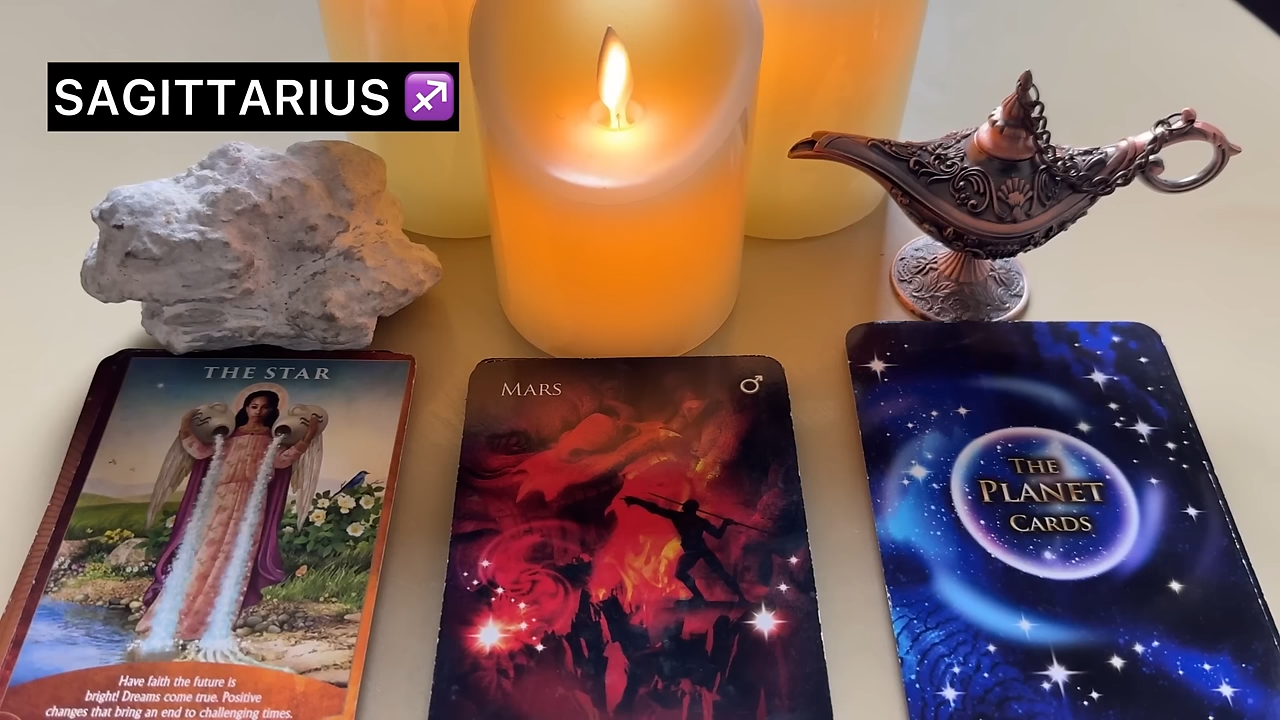 SAGITTARIUS ♐
THE STAR
Have faith the future is
bright! Dreams come true. Positive
changes that bring an end to challenging times.
MARS ♂
THE
PLANET
CARDS